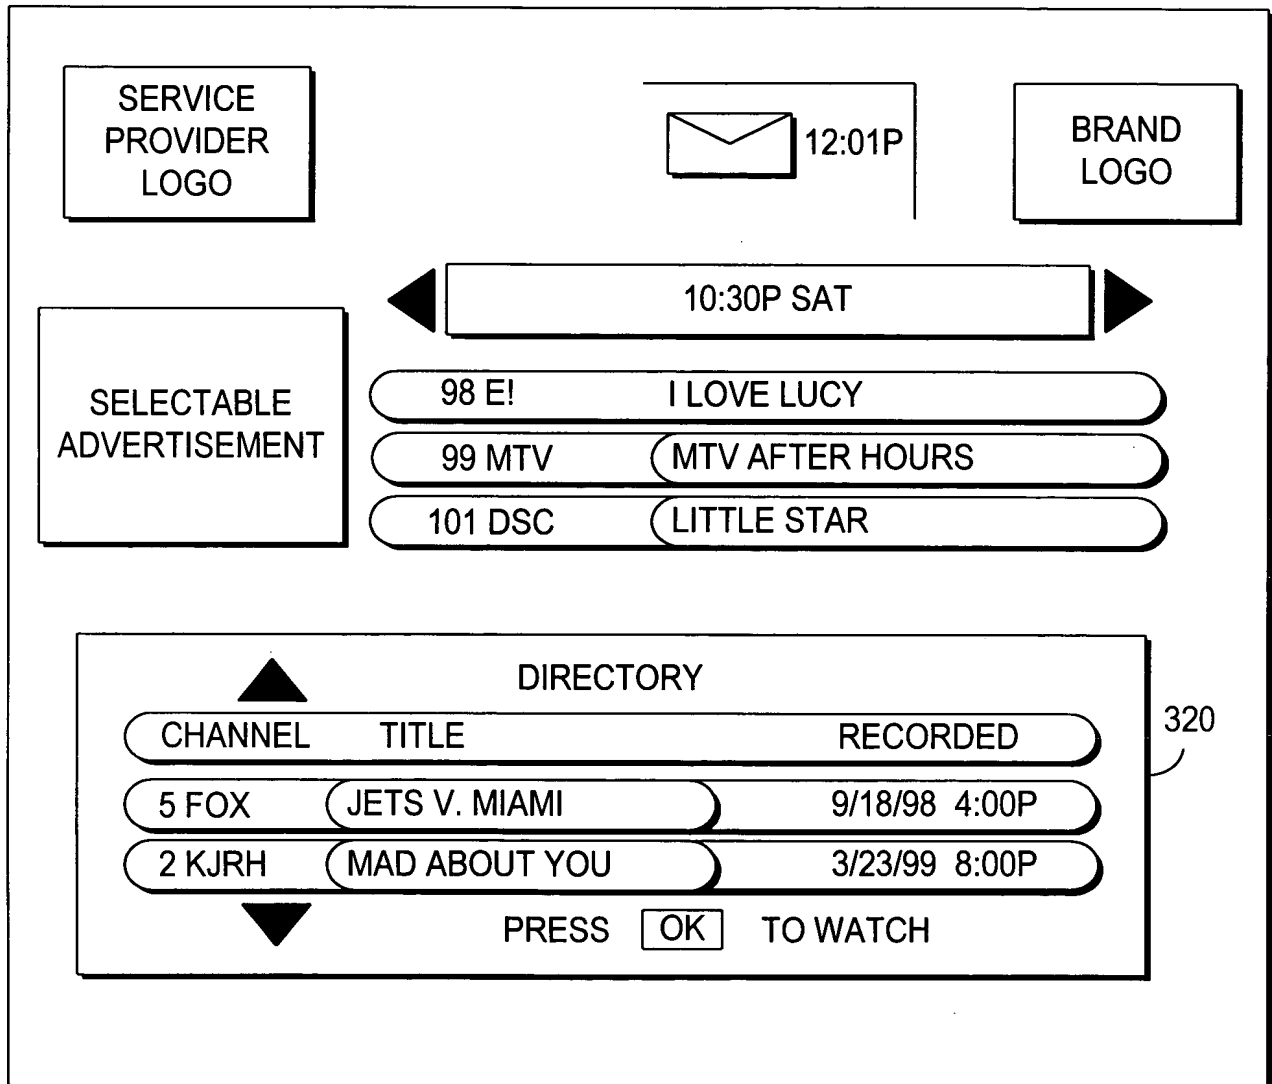 SERVICE
PROVIDER
LOGO
12:01P
BRAND
LOGO
10:30P SAT
SELECTABLE
ADVERTISEMENT
98 E! I LOVE LUCY
99 MTV MTV AFTER HOURS
101 DSC LITTLE STAR
DIRECTORY
CHANNEL TITLE RECORDED
320
5 FOX JETS V. MIAMI 9/18/98 4:00P
2 KJRH MAD ABOUT YOU 3/23/99 8:00P
PRESS OK TO WATCH